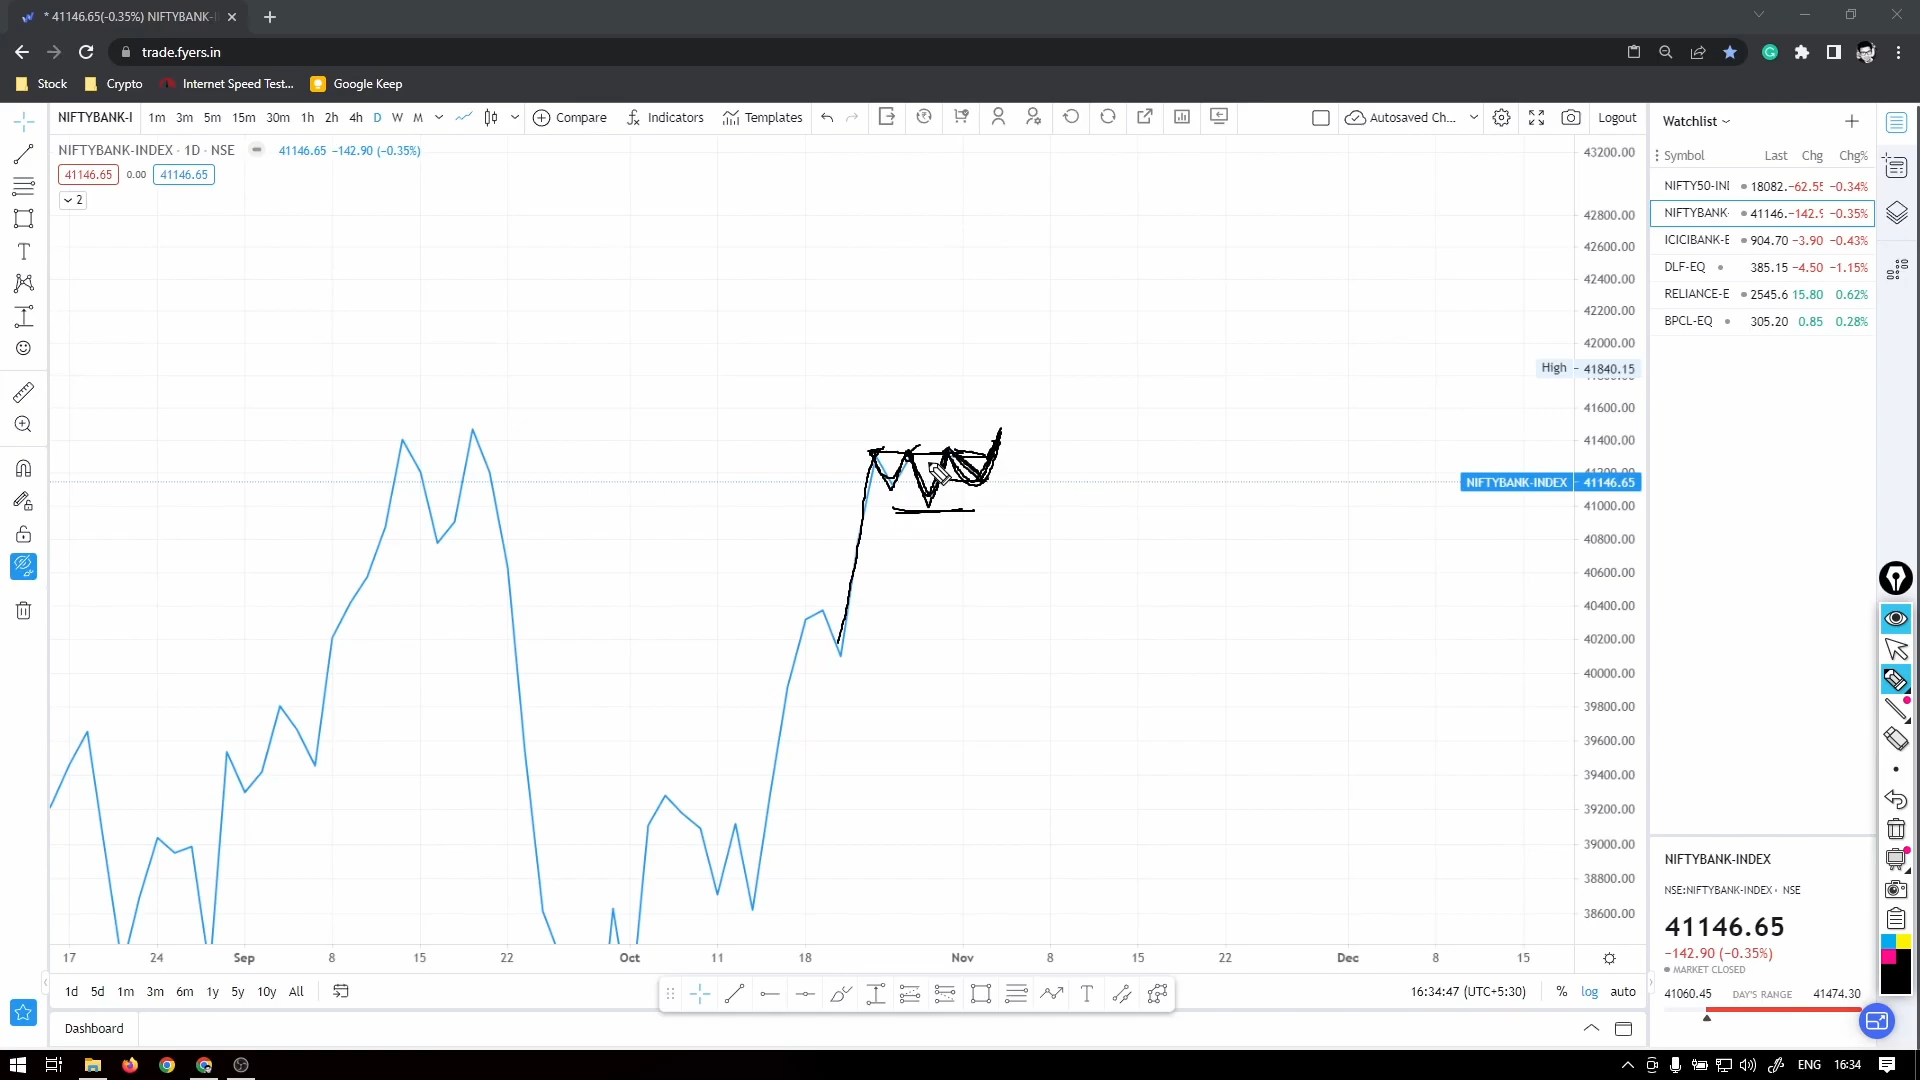 * 41146.65(-0.35%) NIFTYBANK-I
trade.fyers.in
Stock Crypto Internet Speed Test... Google Keep
NIFTYBANK-I 1m 3m 5m 15m 30m 1h 2h 4h D W M Compare Indicators Templates Autosaved Ch... Logout
NIFTYBANK-INDEX · 1D · NSE 41146.65 −142.90 (−0.35%)
41146.65 0.00 41146.65
2
43200.00
42800.00
42600.00
42400.00
42200.00
42000.00
High 41840.15
41600.00
41400.00
NIFTYBANK-INDEX 41146.65
41000.00
40800.00
40600.00
40400.00
40200.00
40000.00
39800.00
39600.00
39400.00
39200.00
39000.00
38800.00
38600.00
17 24 Sep 8 15 22 Oct 11 18 Nov 8 15 22 Dec 8 15
1d 5d 1m 3m 6m 1y 5y 10y All
16:34:47 (UTC+5:30) % log auto
Dashboard
Watchlist
Symbol Last Chg Chg%
NIFTY50-INI 18082. −62.55 −0.34%
NIFTYBANK- 41146. −142.9 −0.35%
ICICIBANK-E 904.70 −3.90 −0.43%
DLF-EQ 385.15 −4.50 −1.15%
RELIANCE-E 2545.6 15.80 0.62%
BPCL-EQ 305.20 0.85 0.28%
NIFTYBANK-INDEX
NSE:NIFTYBANK-INDEX · NSE
41146.65
−142.90 (−0.35%)
MARKET CLOSED
41060.45 DAY'S RANGE 41474.30
ENG 16:34